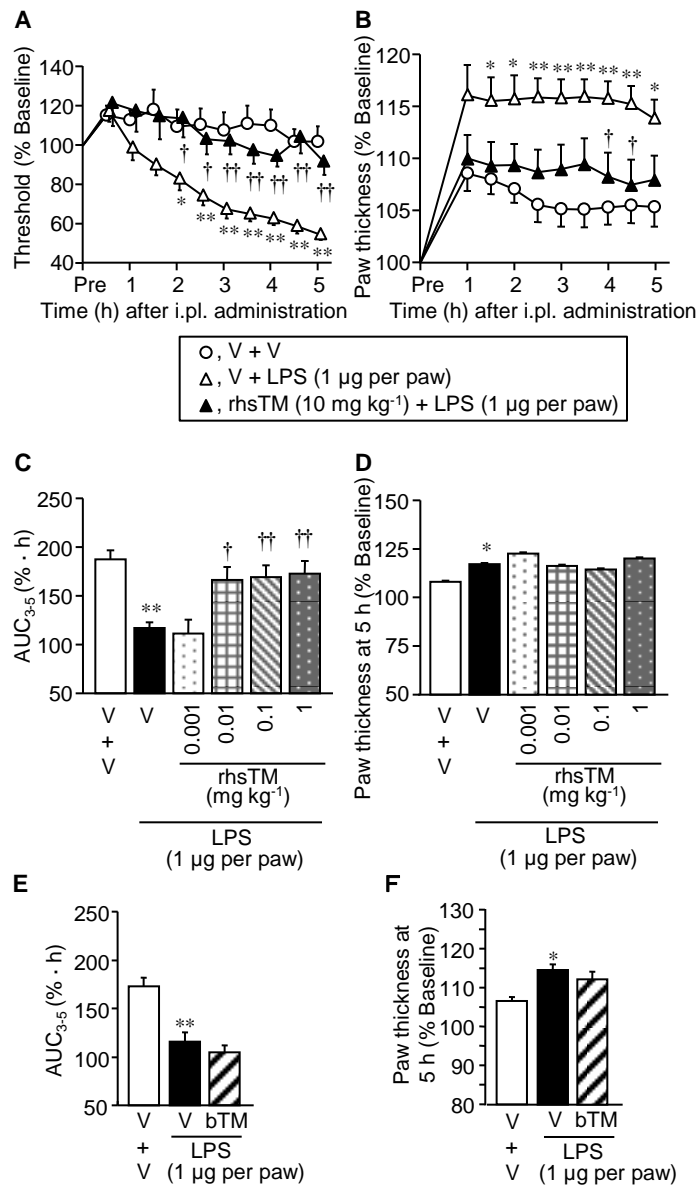 A
Threshold (% Baseline)
140
120
100
80
60
40
† † †† †† †† †† ††
* ** ** ** ** ** **
Pre 1 2 3 4 5
Time (h) after i.pl. administration
B
Paw thickness (% Baseline)
120
115
110
105
100
* * ** ** ** ** ** ** *
† †
Pre 1 2 3 4 5
Time (h) after i.pl. administration
○, V + V
△, V + LPS (1 µg per paw)
▲, rhsTM (10 mg kg⁻¹) + LPS (1 µg per paw)
C
AUC₃₋₅ (% · h)
250
200
150
100
50
** † †† ††
V + V
V
0.001
0.01
0.1
1
rhsTM
(mg kg⁻¹)
LPS
(1 µg per paw)
D
Paw thickness at 5 h (% Baseline)
150
125
100
75
50
*
V + V
V
0.001
0.01
0.1
1
rhsTM
(mg kg⁻¹)
LPS
(1 µg per paw)
E
AUC₃₋₅ (% · h)
250
200
150
100
50
**
V + V
V bTM
LPS
(1 µg per paw)
F
Paw thickness at
5 h (% Baseline)
130
120
110
100
90
80
*
V + V
V bTM
LPS
(1 µg per paw)